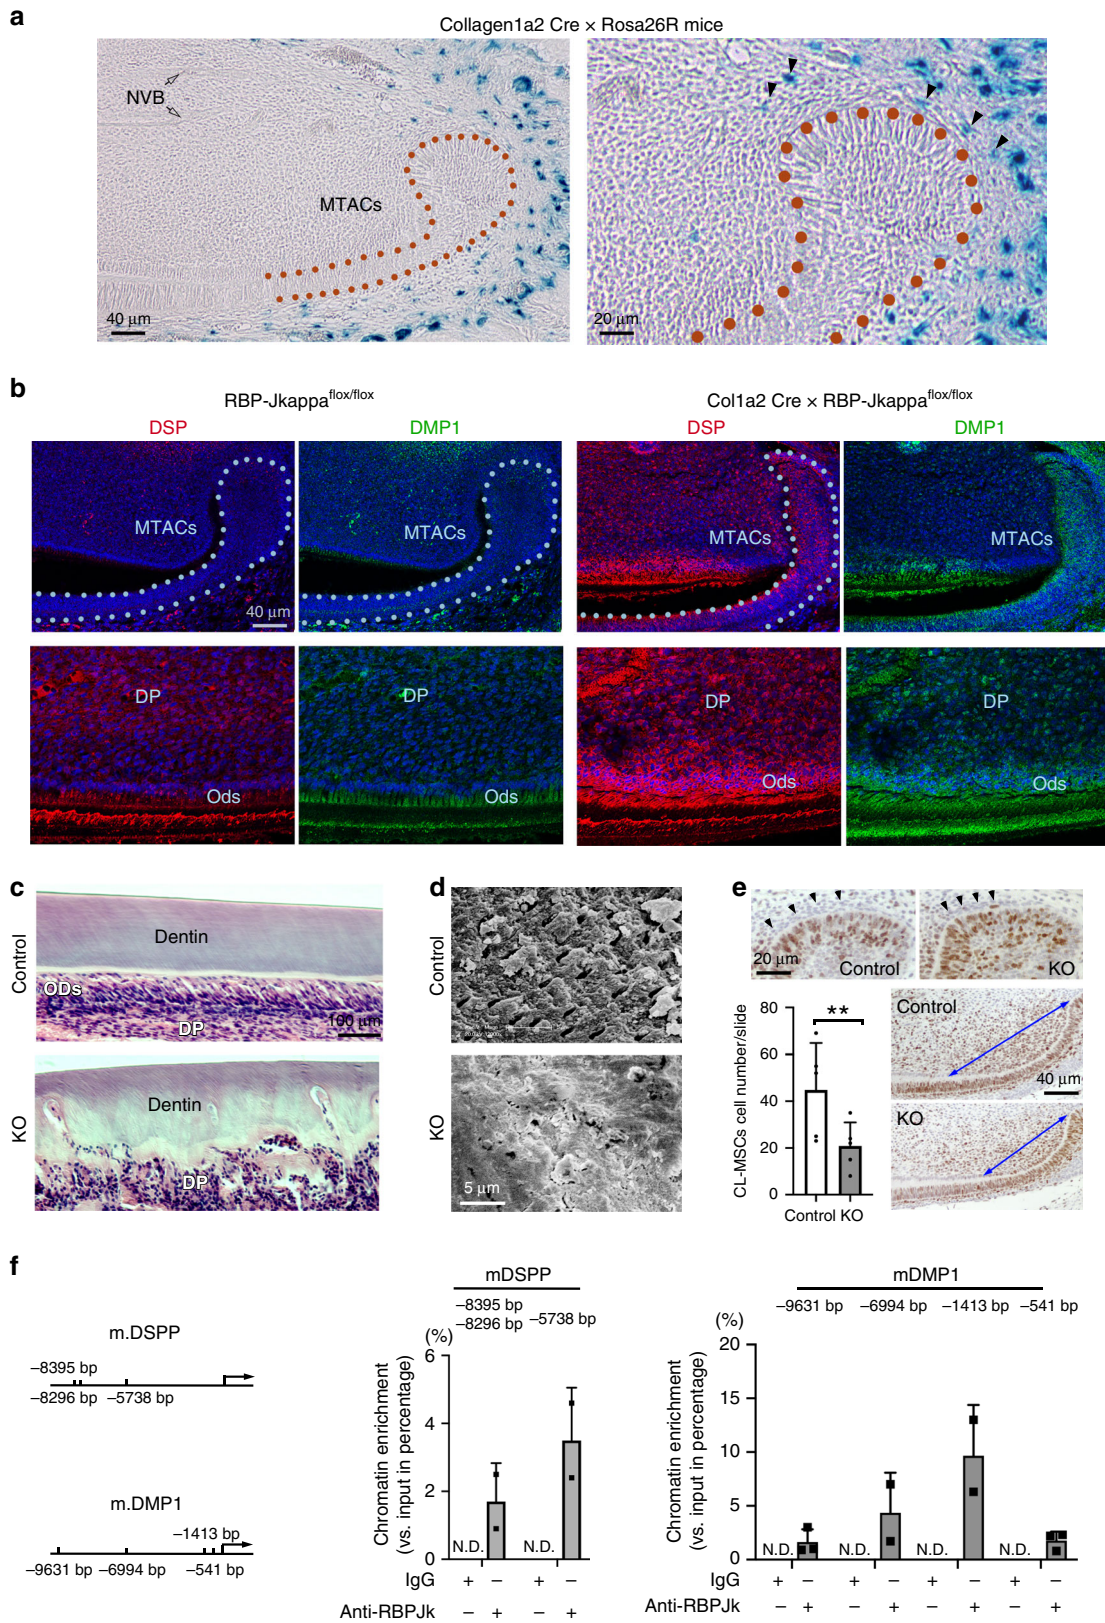 a
Collagen1a2 Cre × Rosa26R mice
NVB
MTACs
40 μm
20 μm
b
RBP-Jkappaflox/flox
Col1a2 Cre × RBP-Jkappaflox/flox
DSP
DMP1
DSP
DMP1
MTACs
MTACs
MTACs
MTACs
40 μm
DP
DP
DP
DP
Ods
Ods
Ods
Ods
c
Control
Dentin
ODs
DP
100 μm
KO
Dentin
DP
d
Control
KO
5 μm
e
20 μm
Control
KO
CL-MSCs cell number/slide
80
60
40
20
0
**
Control KO
Control
40 μm
KO
f
m.DSPP
–8395 bp
–8296 bp
–5738 bp
m.DMP1
–1413 bp
–9631 bp
–6994 bp
–541 bp
mDSPP
–8395 bp
–8296 bp
–5738 bp
(%)
Chromatin enrichment
(vs. input in percentage)
6
4
2
0
N.D.
N.D.
IgG
+ – + –
Anti-RBPJk
– + – +
mDMP1
–9631 bp
–6994 bp
–1413 bp
–541 bp
(%)
Chromatin enrichment
(vs. input in percentage)
20
15
10
5
0
N.D.
N.D.
N.D.
N.D.
+ – + – + – + –
– + – + – + – +